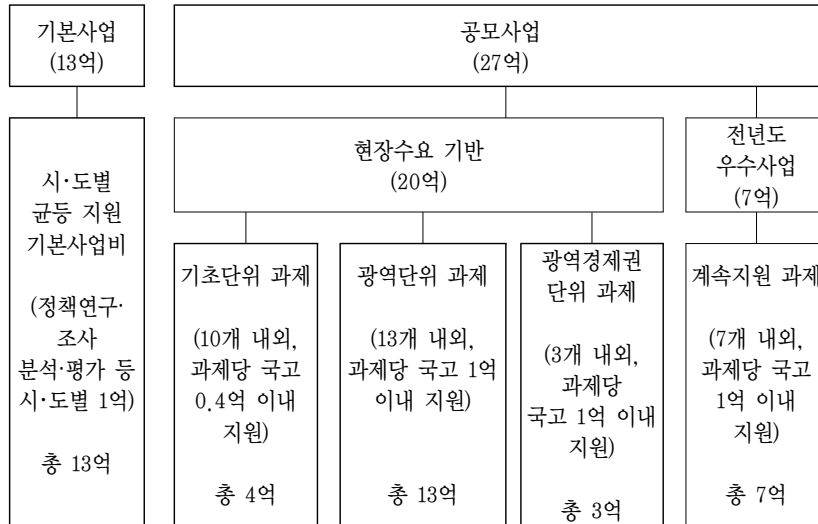 기본사업
(13억)
공모사업
(27억)
시·도별
균등 지원
기본사업비
(정책연구·
조사
분석·평가 등
시·도별 1억)
총 13억
현장수요 기반
(20억)
전년도
우수사업
(7억)
기초단위 과제
(10개 내외,
과제당 국고
0.4억 이내
지원)
총 4억
광역단위 과제
(13개 내외,
과제당 국고 1억
이내 지원)
총 13억
광역경제권
단위 과제
(3개 내외,
과제당
국고 1억 이내
지원)
총 3억
계속지원 과제
(7개 내외,
과제당 국고
1억 이내
지원)
총 7억